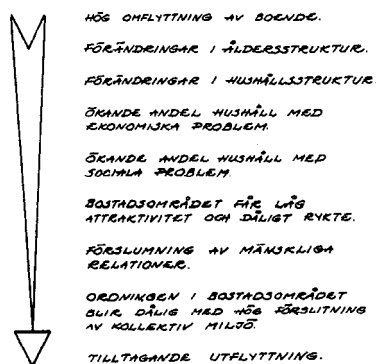 HÖG OMFLYTTNING AV BOENDE.
FÖRÄNDRINGAR I ÅLDERSSTRUKTUR.
FÖRÄNDRINGAR I HUSHÅLLSSTRUKTUR.
ÖKANDE ANDEL HUSHÅLL MED
EKONOMISKA PROBLEM.
ÖKANDE ANDEL HUSHÅLL MED
SOCIALA PROBLEM.
BOSTADSOMRÅDET FÅR LÅG
ATTRAKTIVITET OCH DÅLIGT RYKTE.
FÖRSLUMNING AV MÄNSKLIGA
RELATIONER.
ORDNINGEN I BOSTADSOMRÅDET
BLIR DÅLIG MED HÖG FÖRSLITNING
AV KOLLEKTIV MILJÖ.
TILLTAGANDE UTFLYTTNING.